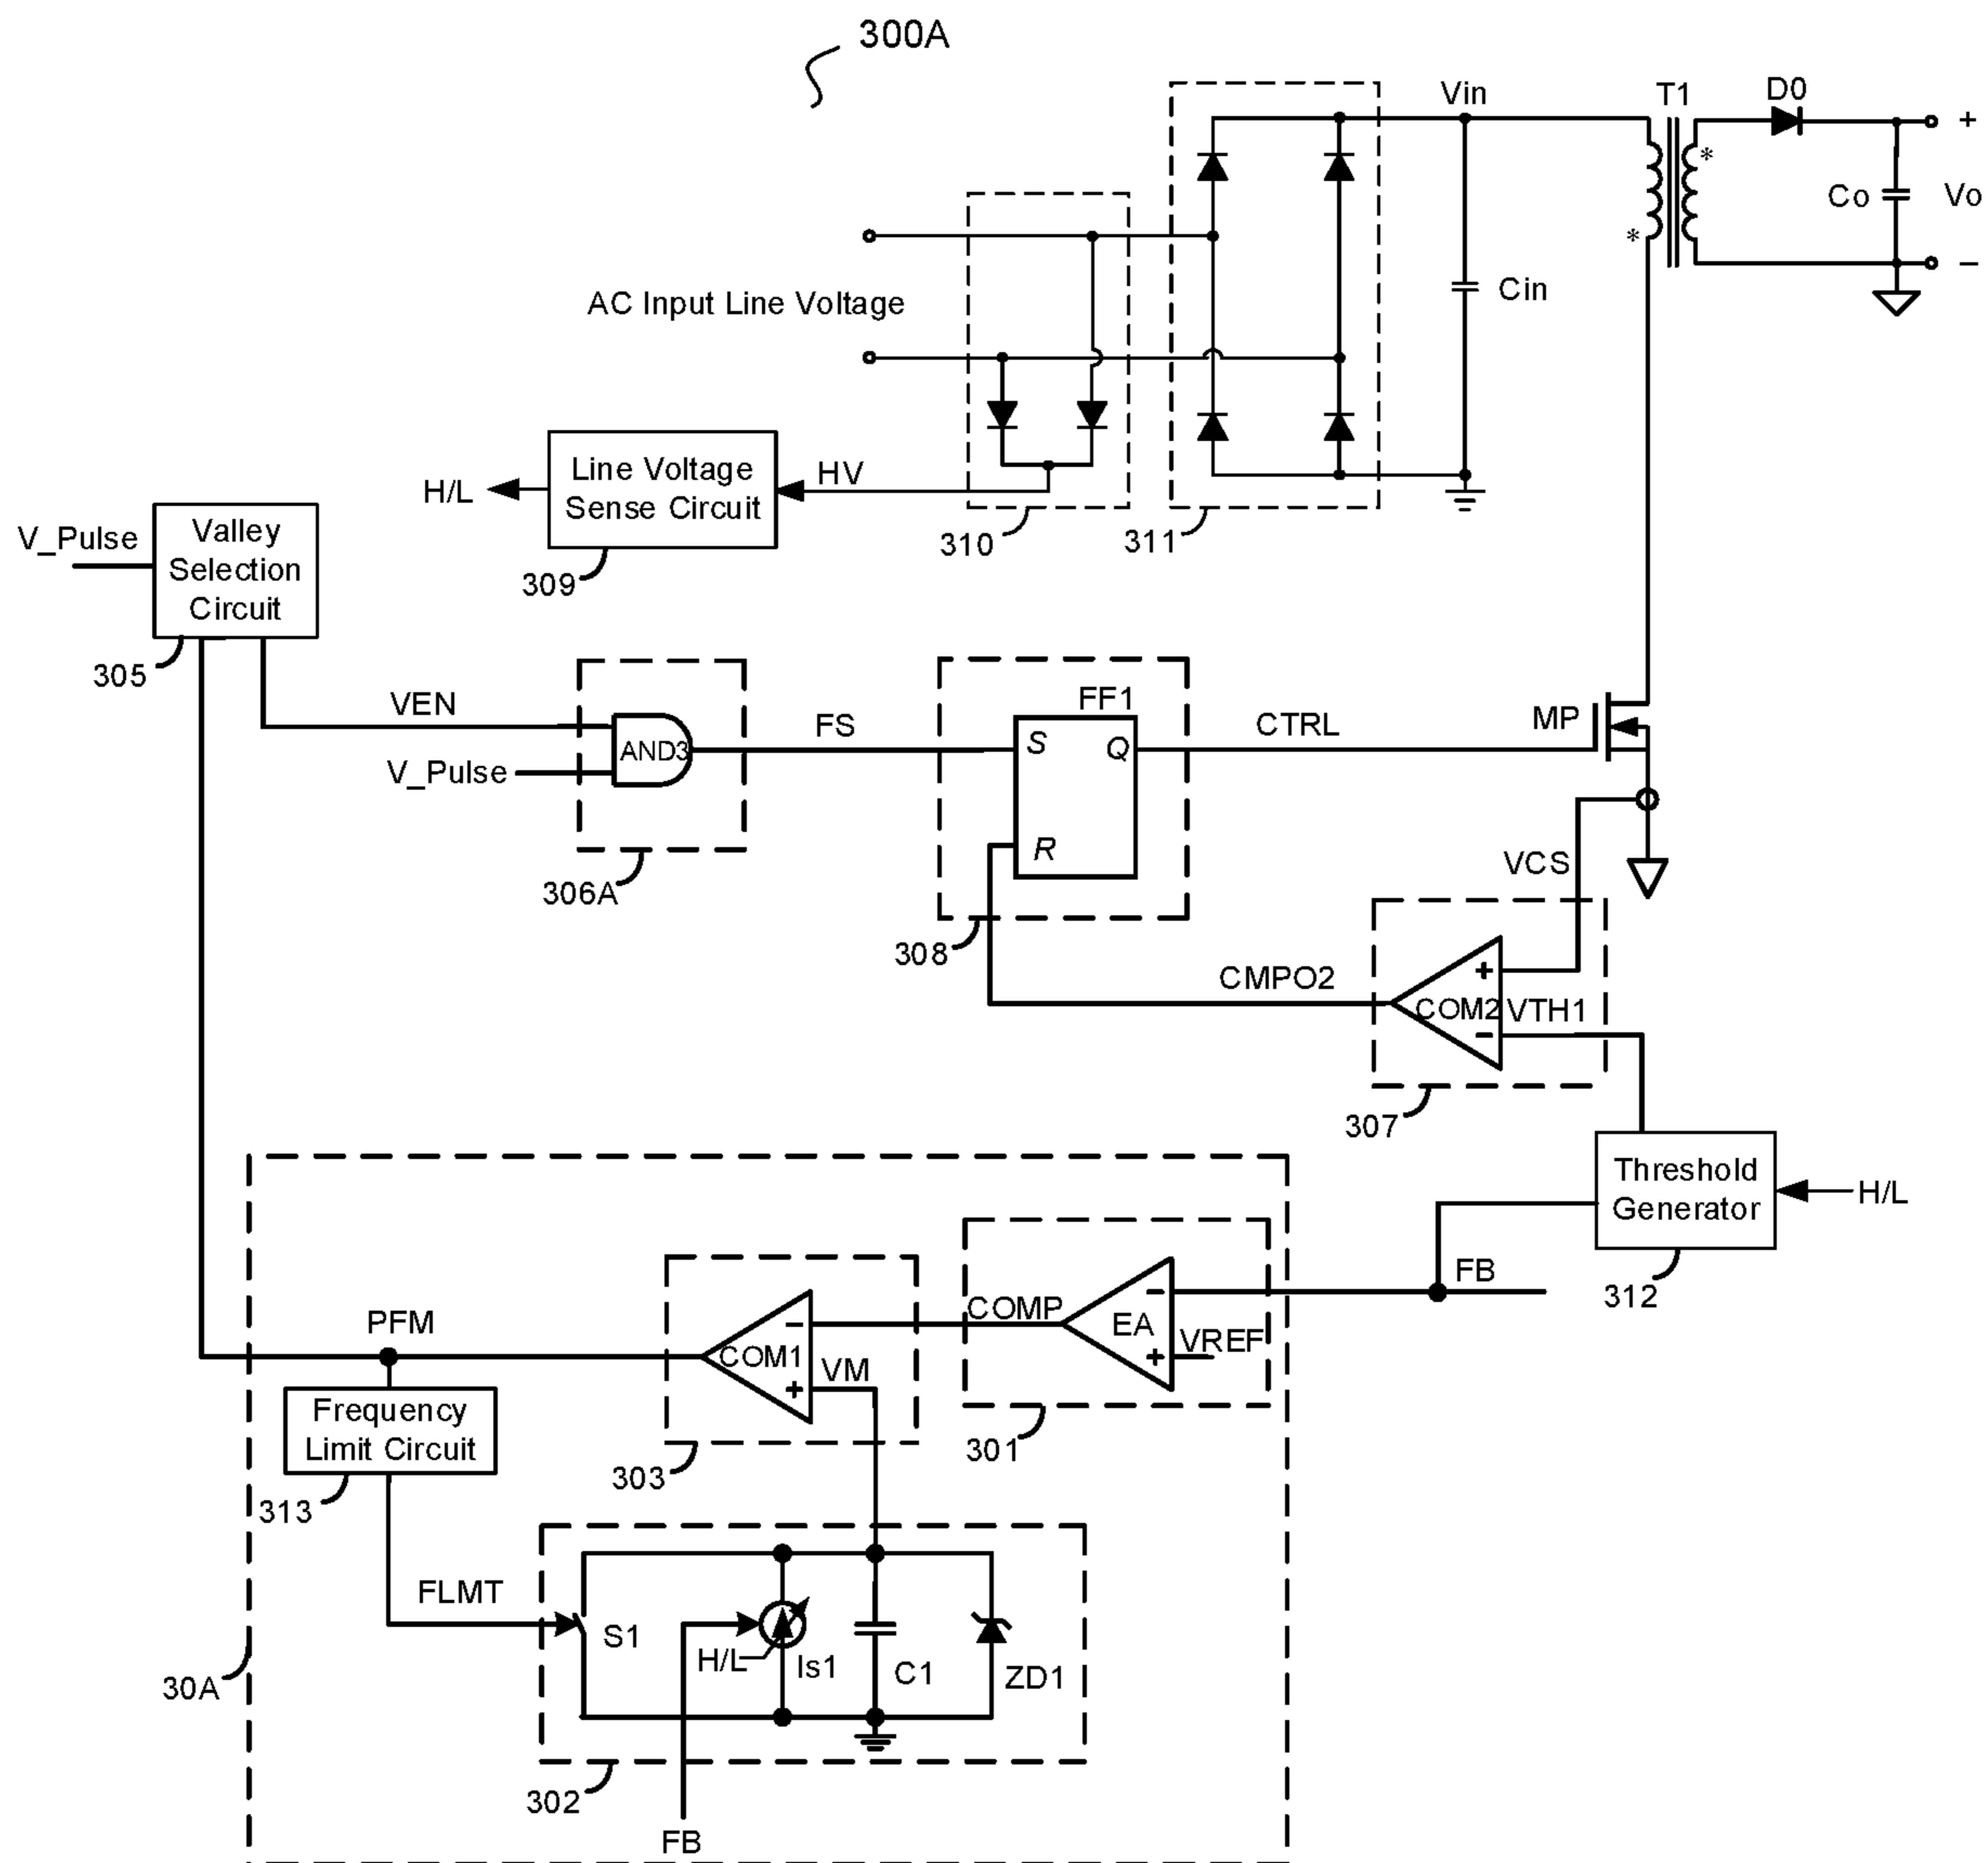 300A
Vin
T1
D0
+
*
Co
Vo
*
−
Cin
AC Input Line Voltage
HV
Line Voltage
Sense Circuit
H/L
310
311
309
V_Pulse
Valley
Selection
Circuit
305
VEN
V_Pulse
AND3
306A
FS
FF1
S
Q
R
308
CTRL
MP
VCS
CMPO2
+
COM2
VTH1
-
307
Threshold
Generator
H/L
312
FB
PFM
COM1
-
+
VM
303
COMP
EA
-
+
VREF
301
Frequency
Limit Circuit
313
FLMT
S1
H/L
Is1
C1
ZD1
30A
302
FB